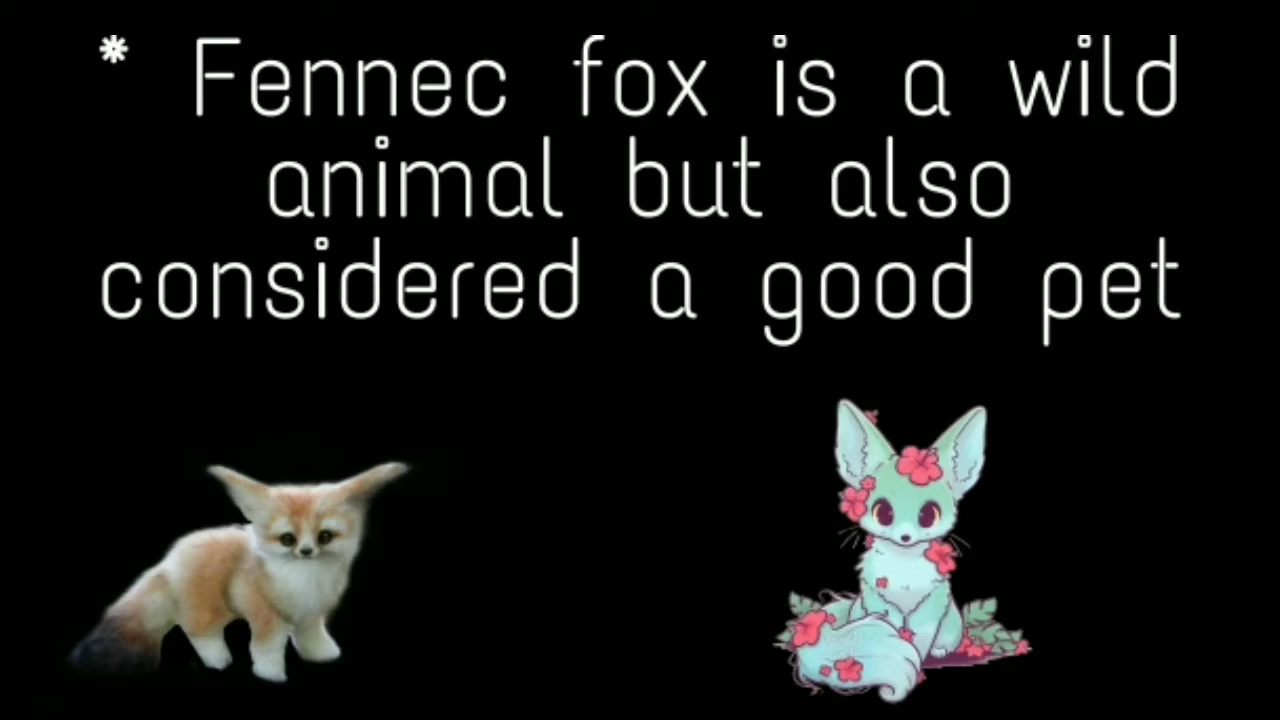 * Fennec fox is a wild
animal but also
considered a good pet